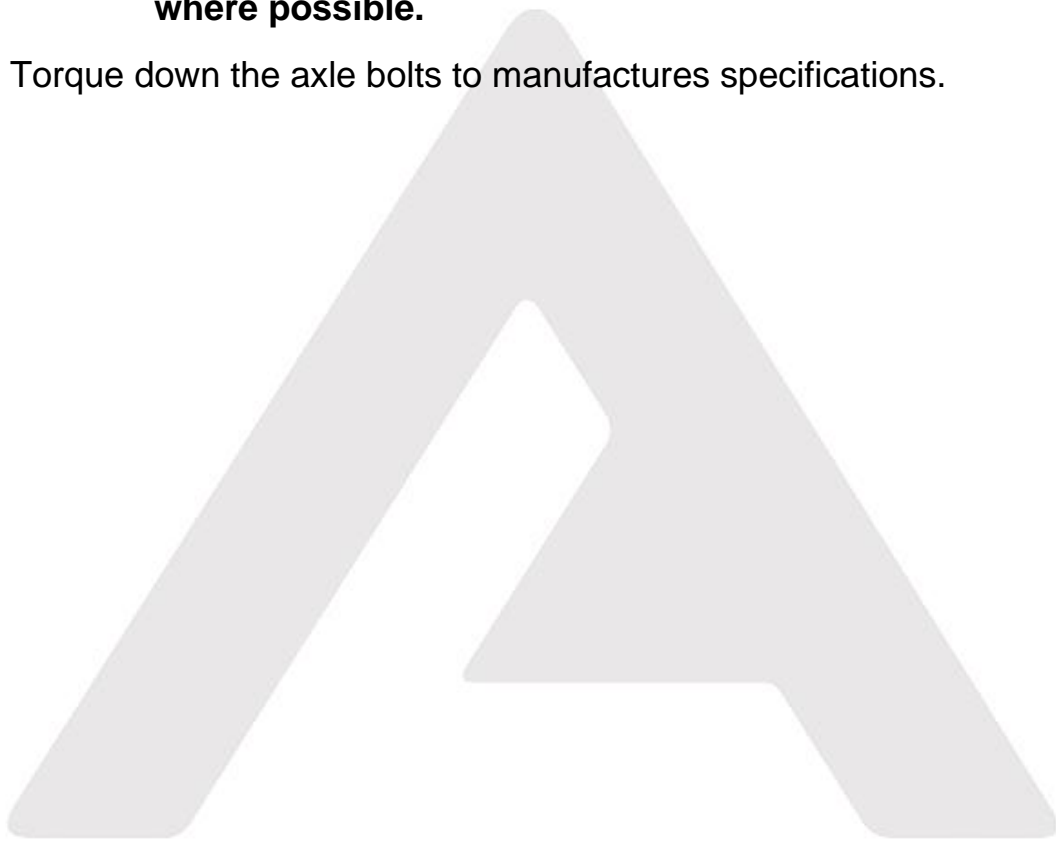 where possible.
Torque down the axle bolts to manufactures specifications.